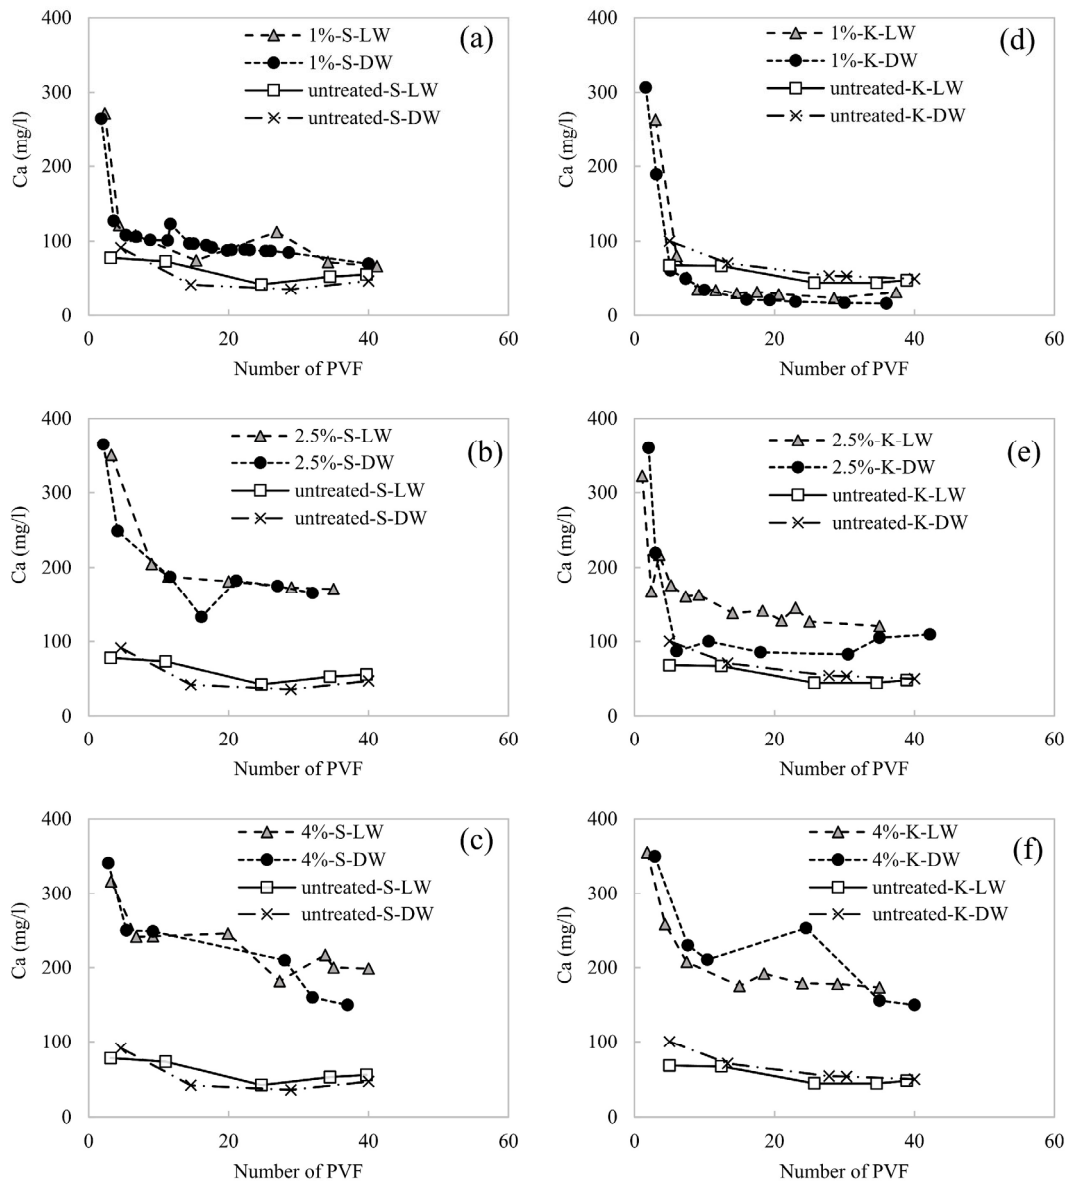 400
300
200
100
0
Ca (mg/l)
0 20 40 60
Number of PVF
(a)
1%-S-LW
1%-S-DW
untreated-S-LW
untreated-S-DW
400
300
200
100
0
Ca (mg/l)
0 20 40 60
Number of PVF
(d)
1%-K-LW
1%-K-DW
untreated-K-LW
untreated-K-DW
400
300
200
100
0
Ca (mg/l)
0 20 40 60
Number of PVF
(b)
2.5%-S-LW
2.5%-S-DW
untreated-S-LW
untreated-S-DW
400
300
200
100
0
Ca (mg/l)
0 20 40 60
Number of PVF
(e)
2.5%-K-LW
2.5%-K-DW
untreated-K-LW
untreated-K-DW
400
300
200
100
0
Ca (mg/l)
0 20 40 60
Number of PVF
(c)
4%-S-LW
4%-S-DW
untreated-S-LW
untreated-S-DW
400
300
200
100
0
Ca (mg/l)
0 20 40 60
Number of PVF
(f)
4%-K-LW
4%-K-DW
untreated-K-LW
untreated-K-DW